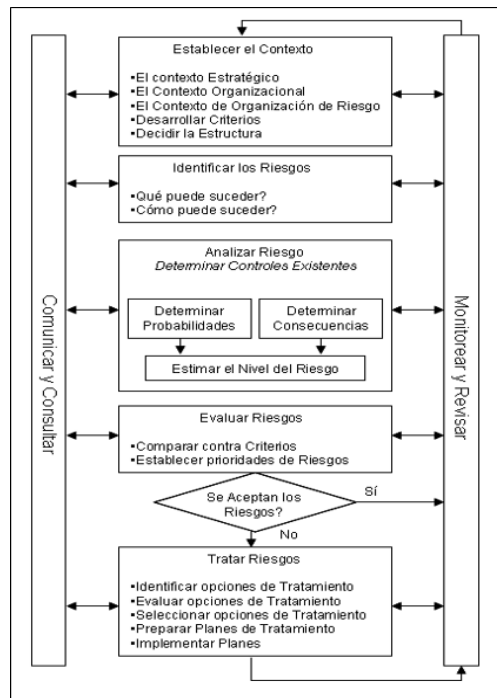 Establecer el Contexto
•El contexto Estratégico
•El Contexto Organizacional
•El Contexto de Organización de Riesgo
•Desarrollar Criterios
•Decidir la Estructura
Identificar los Riesgos
•Qué puede suceder?
•Cómo puede suceder?
Analizar Riesgo
Determinar Controles Existentes
Determinar
Probabilidades
Determinar
Consecuencias
Estimar el Nivel del Riesgo
Evaluar Riesgos
•Comparar contra Criterios
•Establecer prioridades de Riesgos
Se Aceptan los
Riesgos?
Sí
No
Tratar Riesgos
•Identificar opciones de Tratamiento
•Evaluar opciones de Tratamiento
•Seleccionar opciones de Tratamiento
•Preparar Planes de Tratamiento
•Implementar Planes
Comunicar y Consultar
Monitorear y Revisar